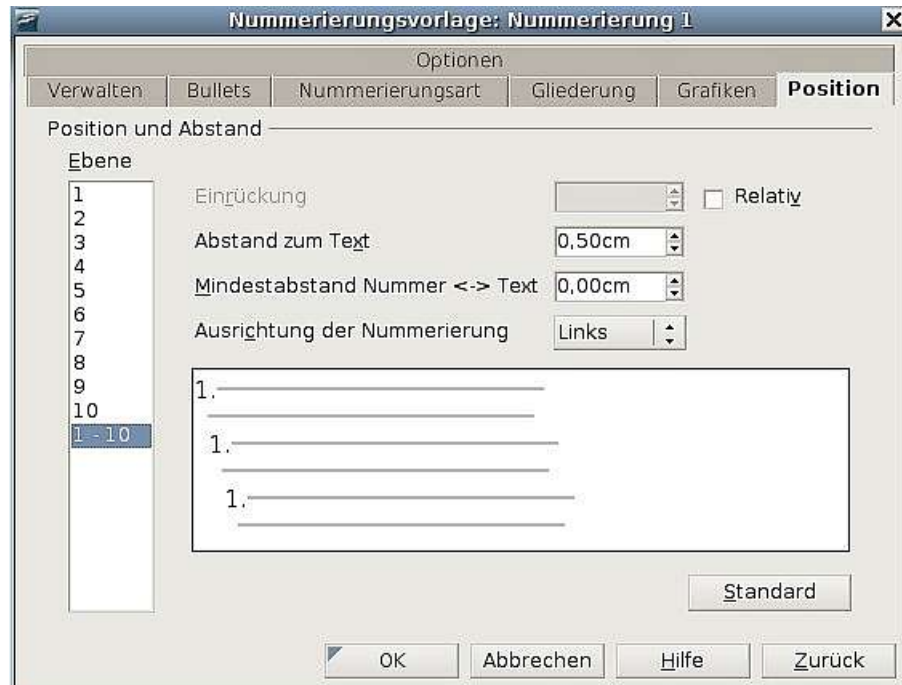 Nummerierungsvorlage: Nummerierung 1
Optionen
Verwalten Bullets Nummerierungsart Gliederung Grafiken Position
Position und Abstand
Ebene
1
2
3
4
5
6
7
8
9
10
1 - 10
Einrückung Relativ
Abstand zum Text 0,50cm
Mindestabstand Nummer <-> Text 0,00cm
Ausrichtung der Nummerierung Links
1.
1.
1.
Standard
OK Abbrechen Hilfe Zurück